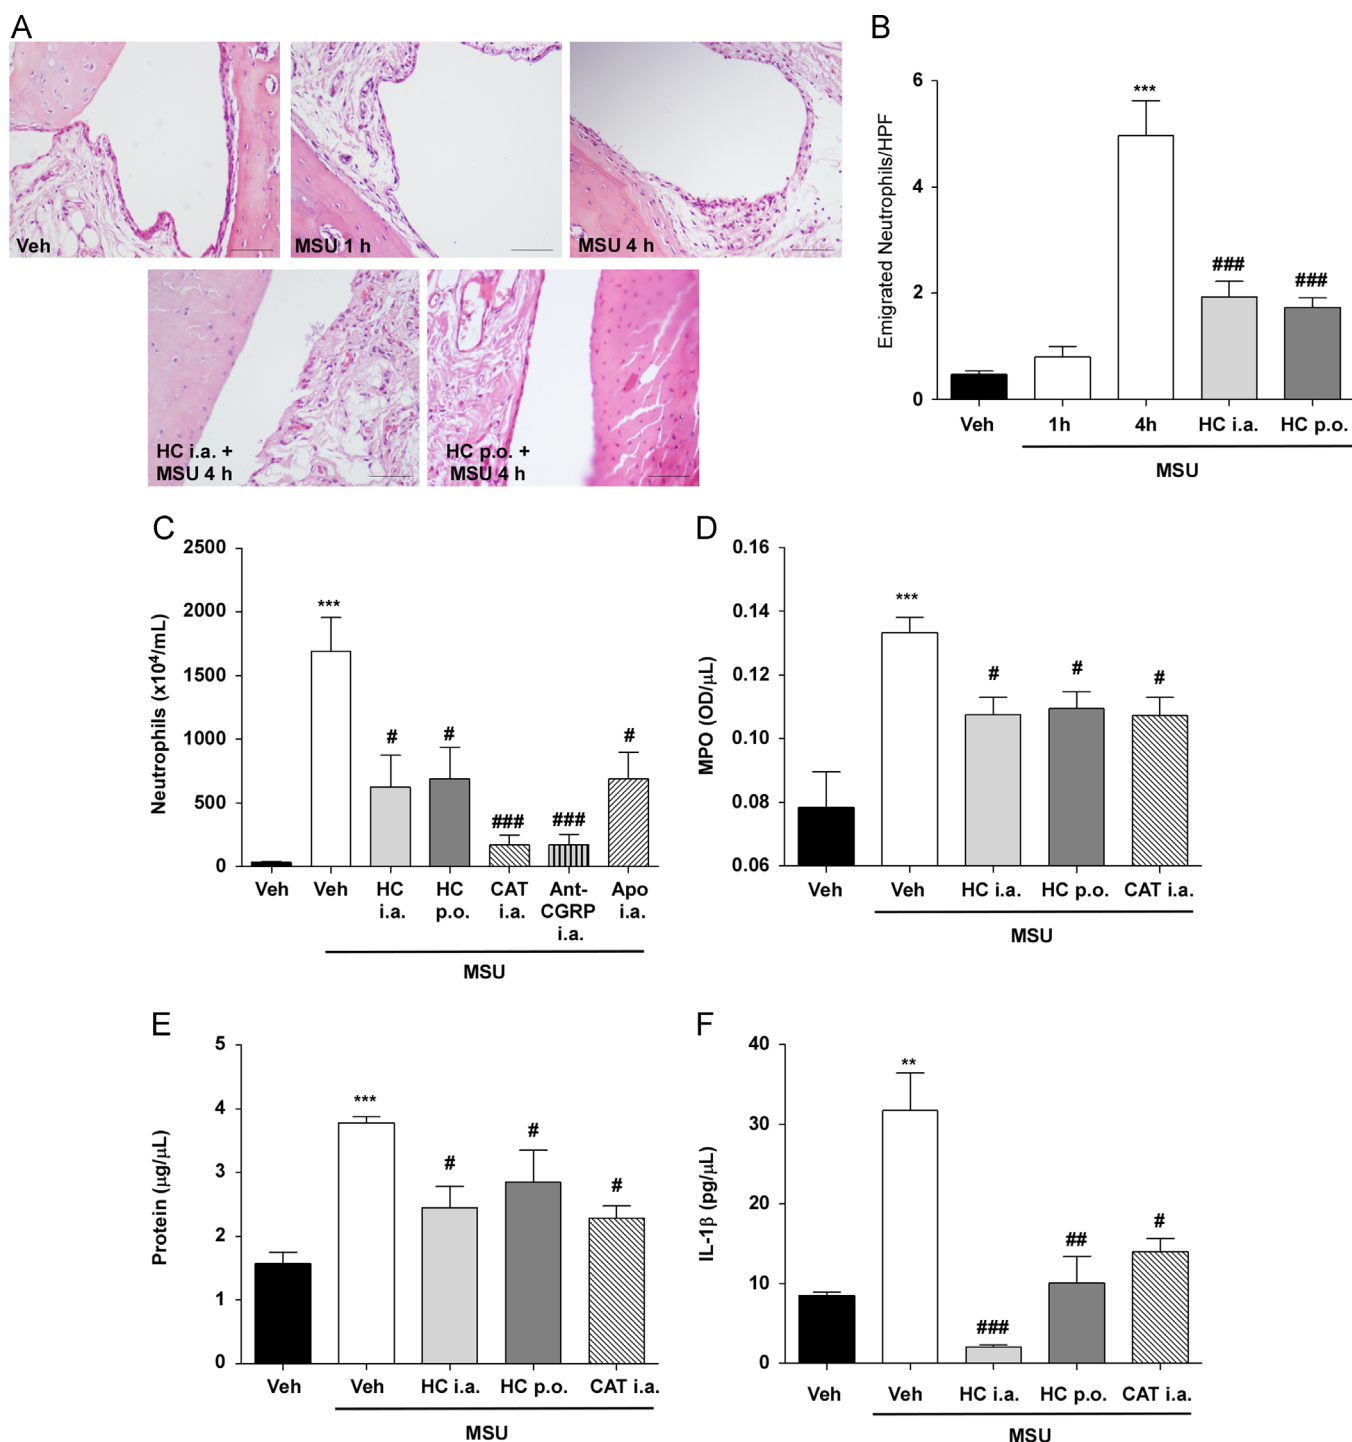 A
Veh
MSU 1 h
MSU 4 h
HC i.a. +
MSU 4 h
HC p.o. +
MSU 4 h
B
Emigrated Neutrophils/HPF
6
4
2
0
***
###
###
Veh
1h
4h
HC i.a.
HC p.o.
MSU
C
Neutrophils (x10⁴/mL)
2500
2000
1500
1000
500
0
***
#
#
###
###
#
Veh
Veh
HC
i.a.
HC
p.o.
CAT
i.a.
Ant-
CGRP
i.a.
Apo
i.a.
MSU
D
MPO (OD/μL)
0.16
0.14
0.12
0.10
0.08
0.06
***
#
#
#
Veh
Veh
HC i.a.
HC p.o.
CAT i.a.
MSU
E
Protein (μg/μL)
5
4
3
2
1
0
***
#
#
#
Veh
Veh
HC i.a.
HC p.o.
CAT i.a.
MSU
F
IL-1β (pg/μL)
40
30
20
10
0
**
###
##
#
Veh
Veh
HC i.a.
HC p.o.
CAT i.a.
MSU